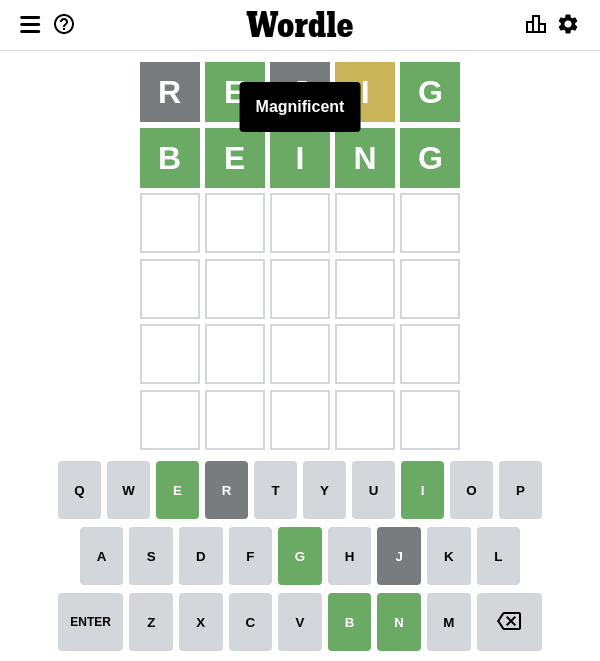 Wordle
R E I G
Magnificent
B E I N G
Q W E R T Y U I O P
A S D F G H J K L
ENTER Z X C V B N M